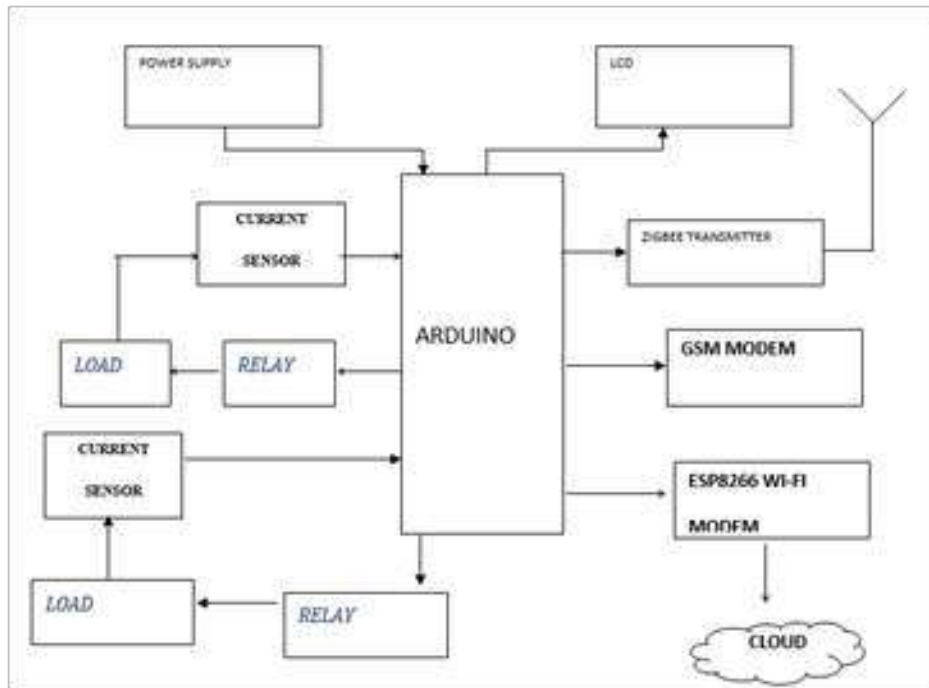 POWER SUPPLY
LCD
CURRENT
SENSOR
ZIGBEE TRANSMITTER
ARDUINO
GSM MODEM
LOAD
RELAY
CURRENT
SENSOR
ESP8266 WI-FI
MODEM
LOAD
RELAY
CLOUD